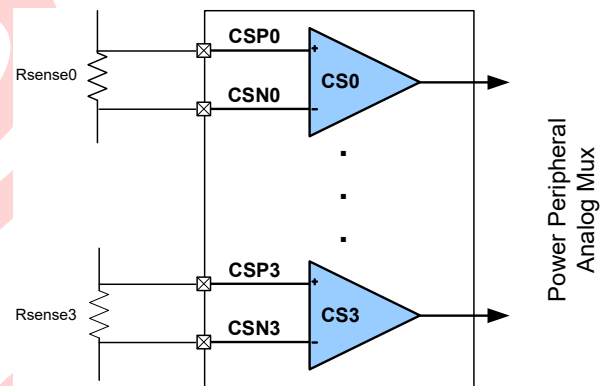 CSP0
Rsense0
CS0
CSN0
.
.
.
Power Peripheral
Analog Mux
CSP3
Rsense3
CS3
CSN3